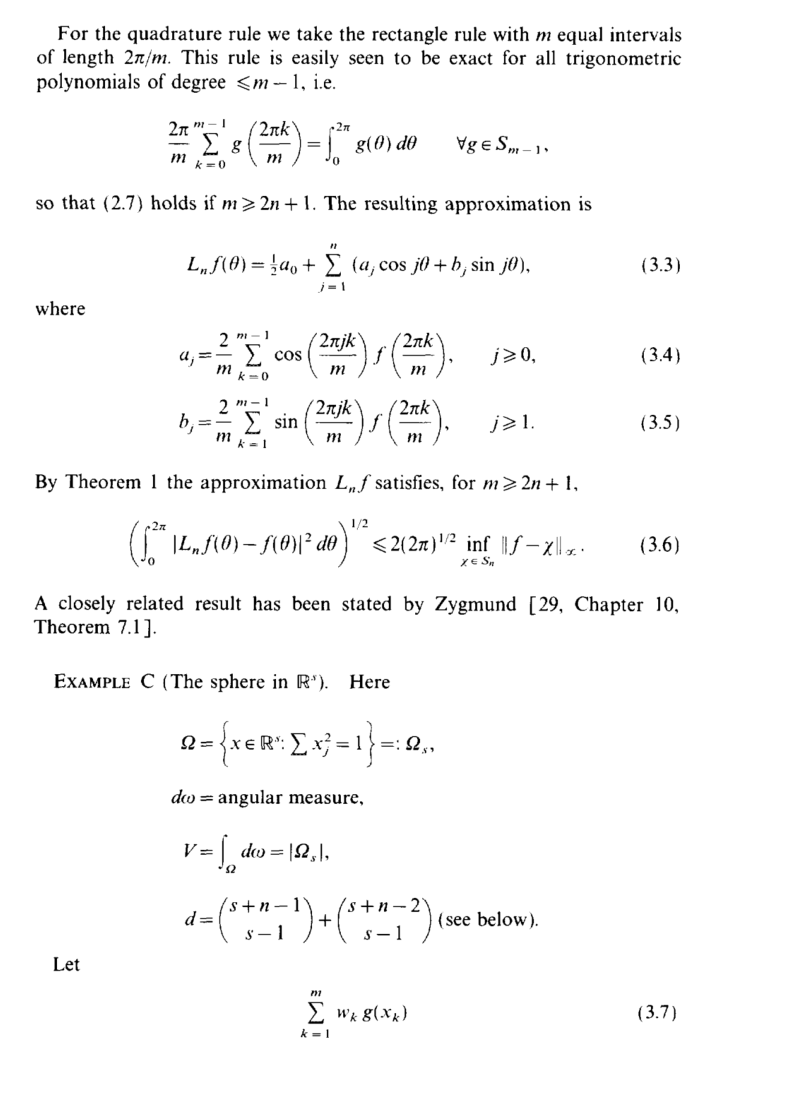 For the quadrature rule we take the rectangle rule with m equal intervals
of length 2π/m. This rule is easily seen to be exact for all trigonometric
polynomials of degree ⩽m − 1, i.e.
$\frac{2\pi}{m} \sum_{k=0}^{m-1} g\left(\frac{2\pi k}{m}\right) = \int_0^{2\pi} g(\theta)\, d\theta \qquad \forall g \in S_{m-1},$
so that (2.7) holds if m ⩾ 2n + 1. The resulting approximation is
$L_n f(\theta) = \frac{1}{2} a_0 + \sum_{j=1}^{n} (a_j \cos j\theta + b_j \sin j\theta), \qquad (3.3)$
where
$a_j = \frac{2}{m} \sum_{k=0}^{m-1} \cos\left(\frac{2\pi jk}{m}\right) f\left(\frac{2\pi k}{m}\right), \qquad j \geqslant 0, \qquad (3.4)$
$b_j = \frac{2}{m} \sum_{k=1}^{m-1} \sin\left(\frac{2\pi jk}{m}\right) f\left(\frac{2\pi k}{m}\right), \qquad j \geqslant 1. \qquad (3.5)$
By Theorem 1 the approximation $L_n f$ satisfies, for m ⩾ 2n + 1,
$\left(\int_0^{2\pi} |L_n f(\theta) - f(\theta)|^2\, d\theta\right)^{1/2} \leqslant 2(2\pi)^{1/2} \inf_{\chi \in S_n} \|f - \chi\|_\infty. \qquad (3.6)$
A closely related result has been stated by Zygmund [29, Chapter 10,
Theorem 7.1].
EXAMPLE C (The sphere in $\mathbb{R}^s$). Here
$\Omega = \left\{x \in \mathbb{R}^s : \sum x_j^2 = 1\right\} =: \Omega_s,$
dω = angular measure,
$V = \int_\Omega d\omega = |\Omega_s|,$
$d = \binom{s+n-1}{s-1} + \binom{s+n-2}{s-1}$ (see below).
Let
$\sum_{k=1}^{m} w_k\, g(x_k) \qquad (3.7)$